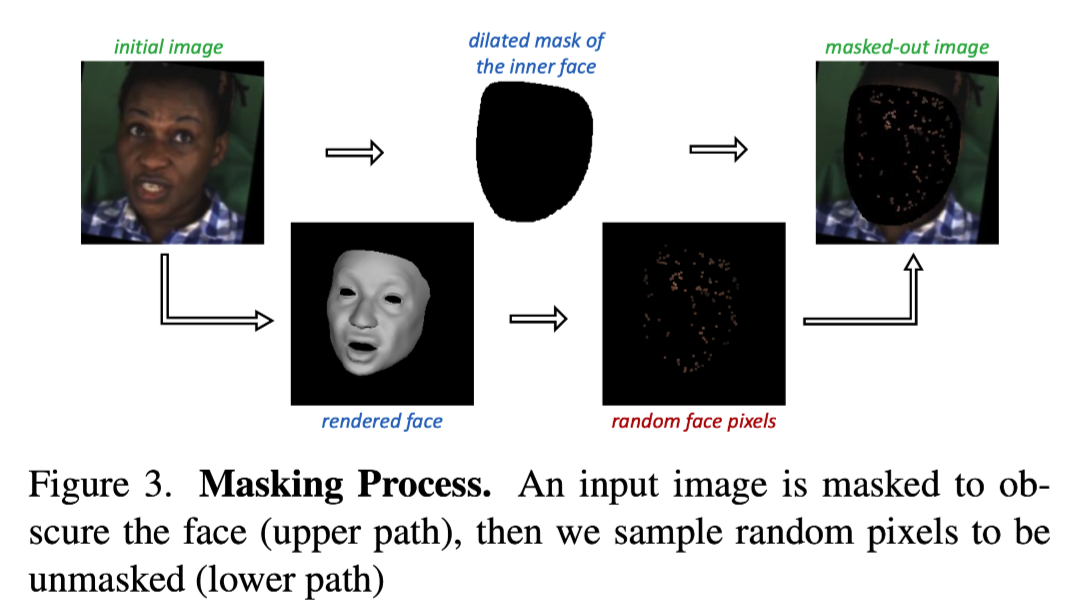 initial image
dilated mask of
the inner face
masked-out image
rendered face
random face pixels
Figure 3. Masking Process. An input image is masked to ob-
scure the face (upper path), then we sample random pixels to be
unmasked (lower path)